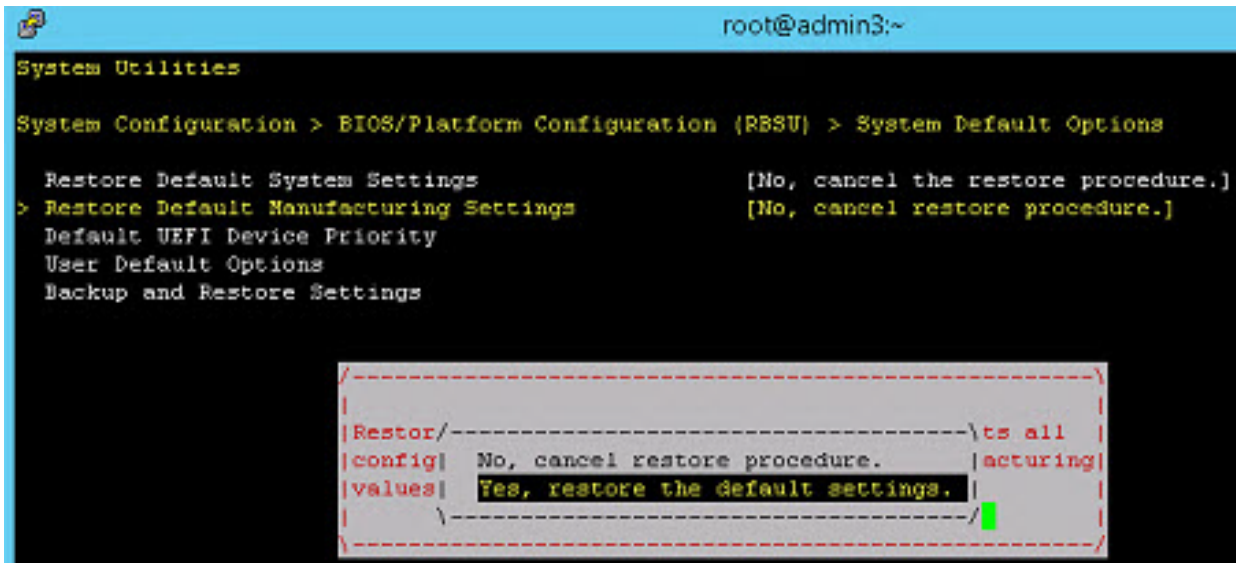 root@admin3:~
System Utilities
System Configuration > BIOS/Platform Configuration (RBSU) > System Default Options
Restore Default System Settings [No, cancel the restore procedure.]
> Restore Default Manufacturing Settings [No, cancel restore procedure.]
Default UEFI Device Priority
User Default Options
Backup and Restore Settings
/------------------------------------------------------\
| |
|Restor/-------------------------------------\ts all |
|config| No, cancel restore procedure. |acturing|
|values| Yes, restore the default settings. | |
| \-------------------------------------/ |
\------------------------------------------------------/